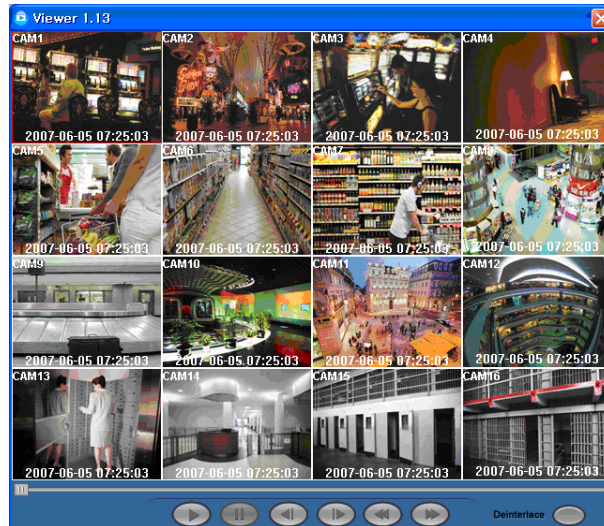 Viewer 1.13
CAM1 CAM2 CAM3 CAM4
2007-06-05 07:25:03 2007-06-05 07:25:03 2007-06-05 07:25:03 2007-06-05 07:25:03
CAM5 CAM6 CAM7 CAM8
2007-06-05 07:25:03 2007-06-05 07:25:03 2007-06-05 07:25:03 2007-06-05 07:25:03
CAM9 CAM10 CAM11 CAM12
2007-06-05 07:25:03 2007-06-05 07:25:03 2007-06-05 07:25:03 2007-06-05 07:25:03
CAM13 CAM14 CAM15 CAM16
2007-06-05 07:25:03 2007-06-05 07:25:03 2007-06-05 07:25:03 2007-06-05 07:25:03
Deinterlace